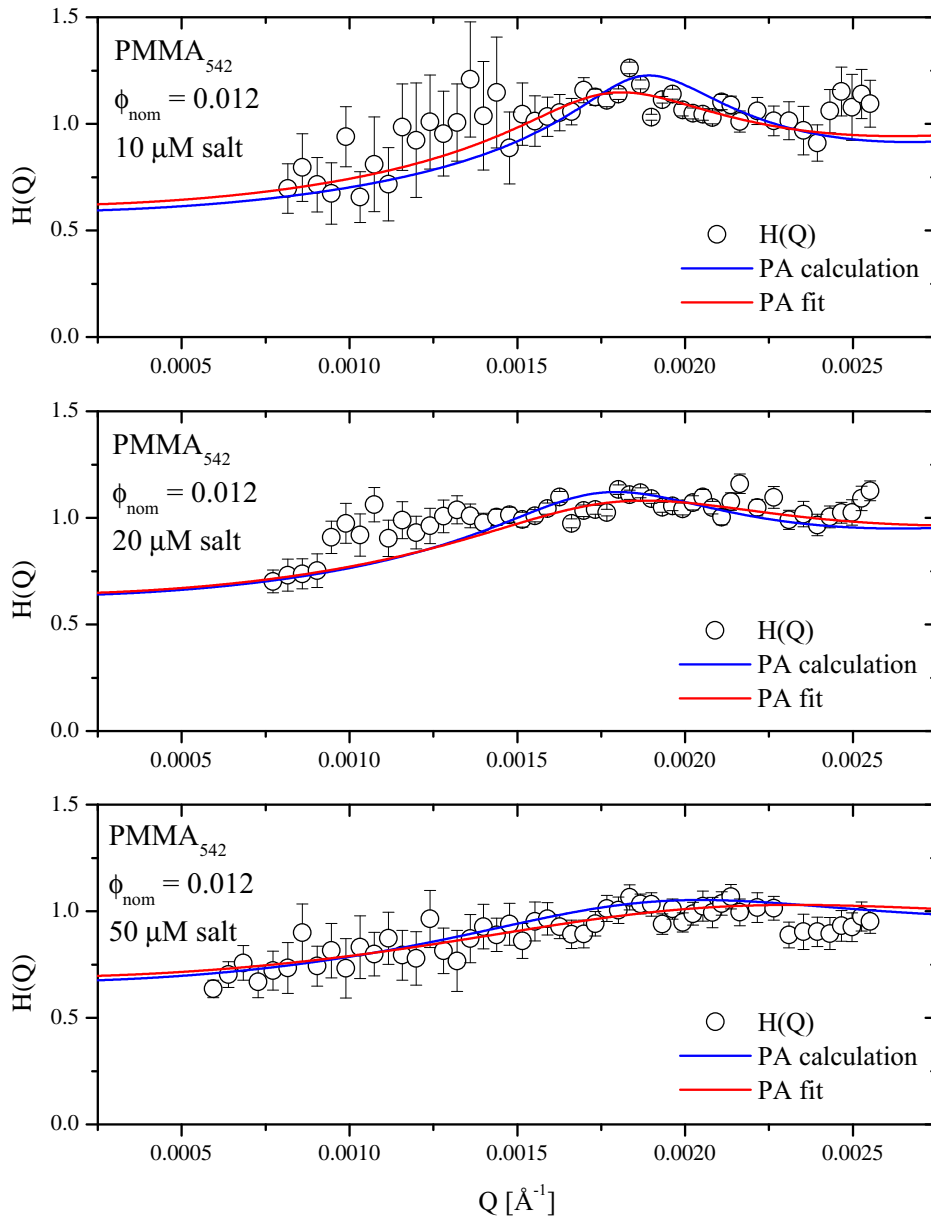 1.5
1.0
0.5
0.0
H(Q)
PMMA542
ϕnom = 0.012
10 μM salt
H(Q)
PA calculation
PA fit
0.0005 0.0010 0.0015 0.0020 0.0025
1.5
1.0
0.5
0.0
H(Q)
PMMA542
ϕnom = 0.012
20 μM salt
H(Q)
PA calculation
PA fit
0.0005 0.0010 0.0015 0.0020 0.0025
1.5
1.0
0.5
0.0
H(Q)
PMMA542
ϕnom = 0.012
50 μM salt
H(Q)
PA calculation
PA fit
0.0005 0.0010 0.0015 0.0020 0.0025
Q [Å-1]